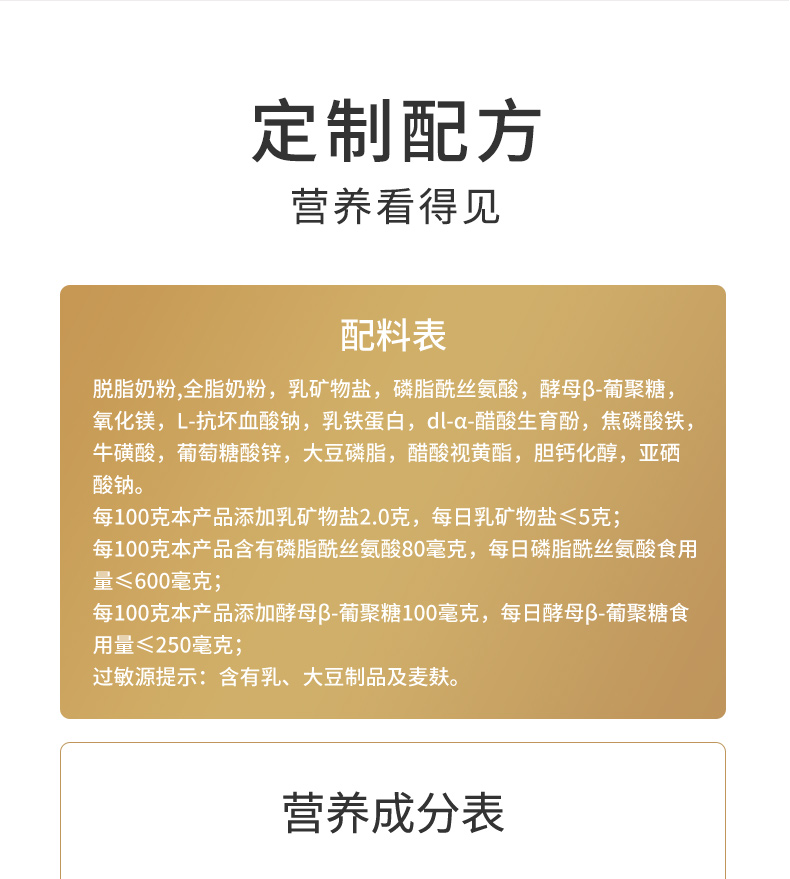 定制配方
营养看得见
配料表
脱脂奶粉,全脂奶粉，乳矿物盐，磷脂酰丝氨酸，酵母β-葡聚糖，
氧化镁，L-抗坏血酸钠，乳铁蛋白，dl-α-醋酸生育酚，焦磷酸铁，
牛磺酸，葡萄糖酸锌，大豆磷脂，醋酸视黄酯，胆钙化醇，亚硒
酸钠。
每100克本产品添加乳矿物盐2.0克，每日乳矿物盐≤5克；
每100克本产品含有磷脂酰丝氨酸80毫克，每日磷脂酰丝氨酸食用
量≤600毫克；
每100克本产品添加酵母β-葡聚糖100毫克，每日酵母β-葡聚糖食
用量≤250毫克；
过敏源提示：含有乳、大豆制品及麦麸。
营养成分表